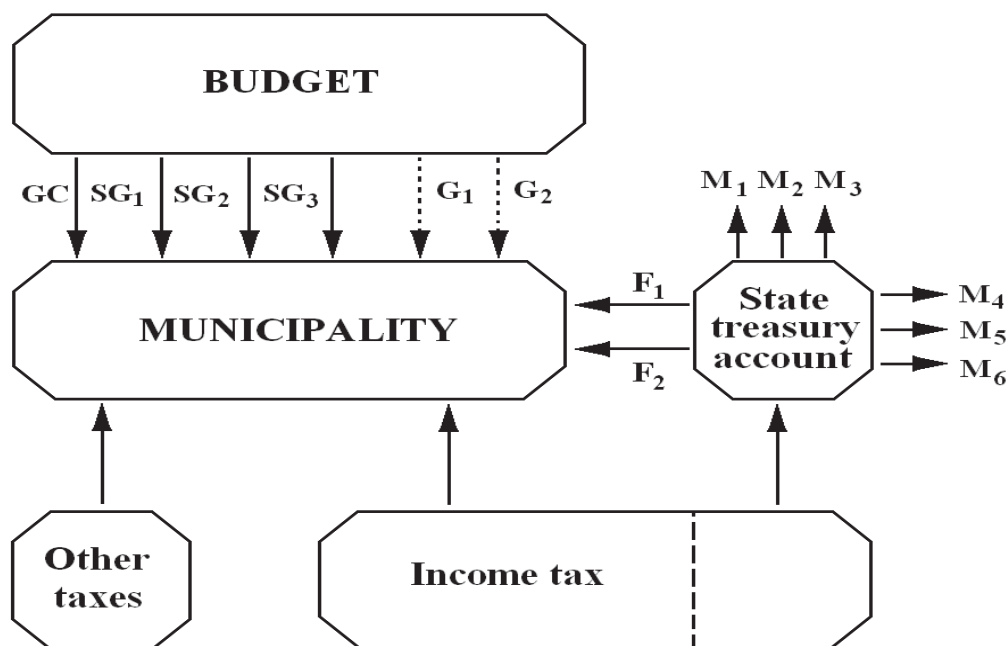 BUDGET
GC SG₁ SG₂ SG₃ G₁ G₂
M₁ M₂ M₃
MUNICIPALITY
F₁
F₂
State
treasury
account
M₄
M₅
M₆
Other
taxes
Income tax